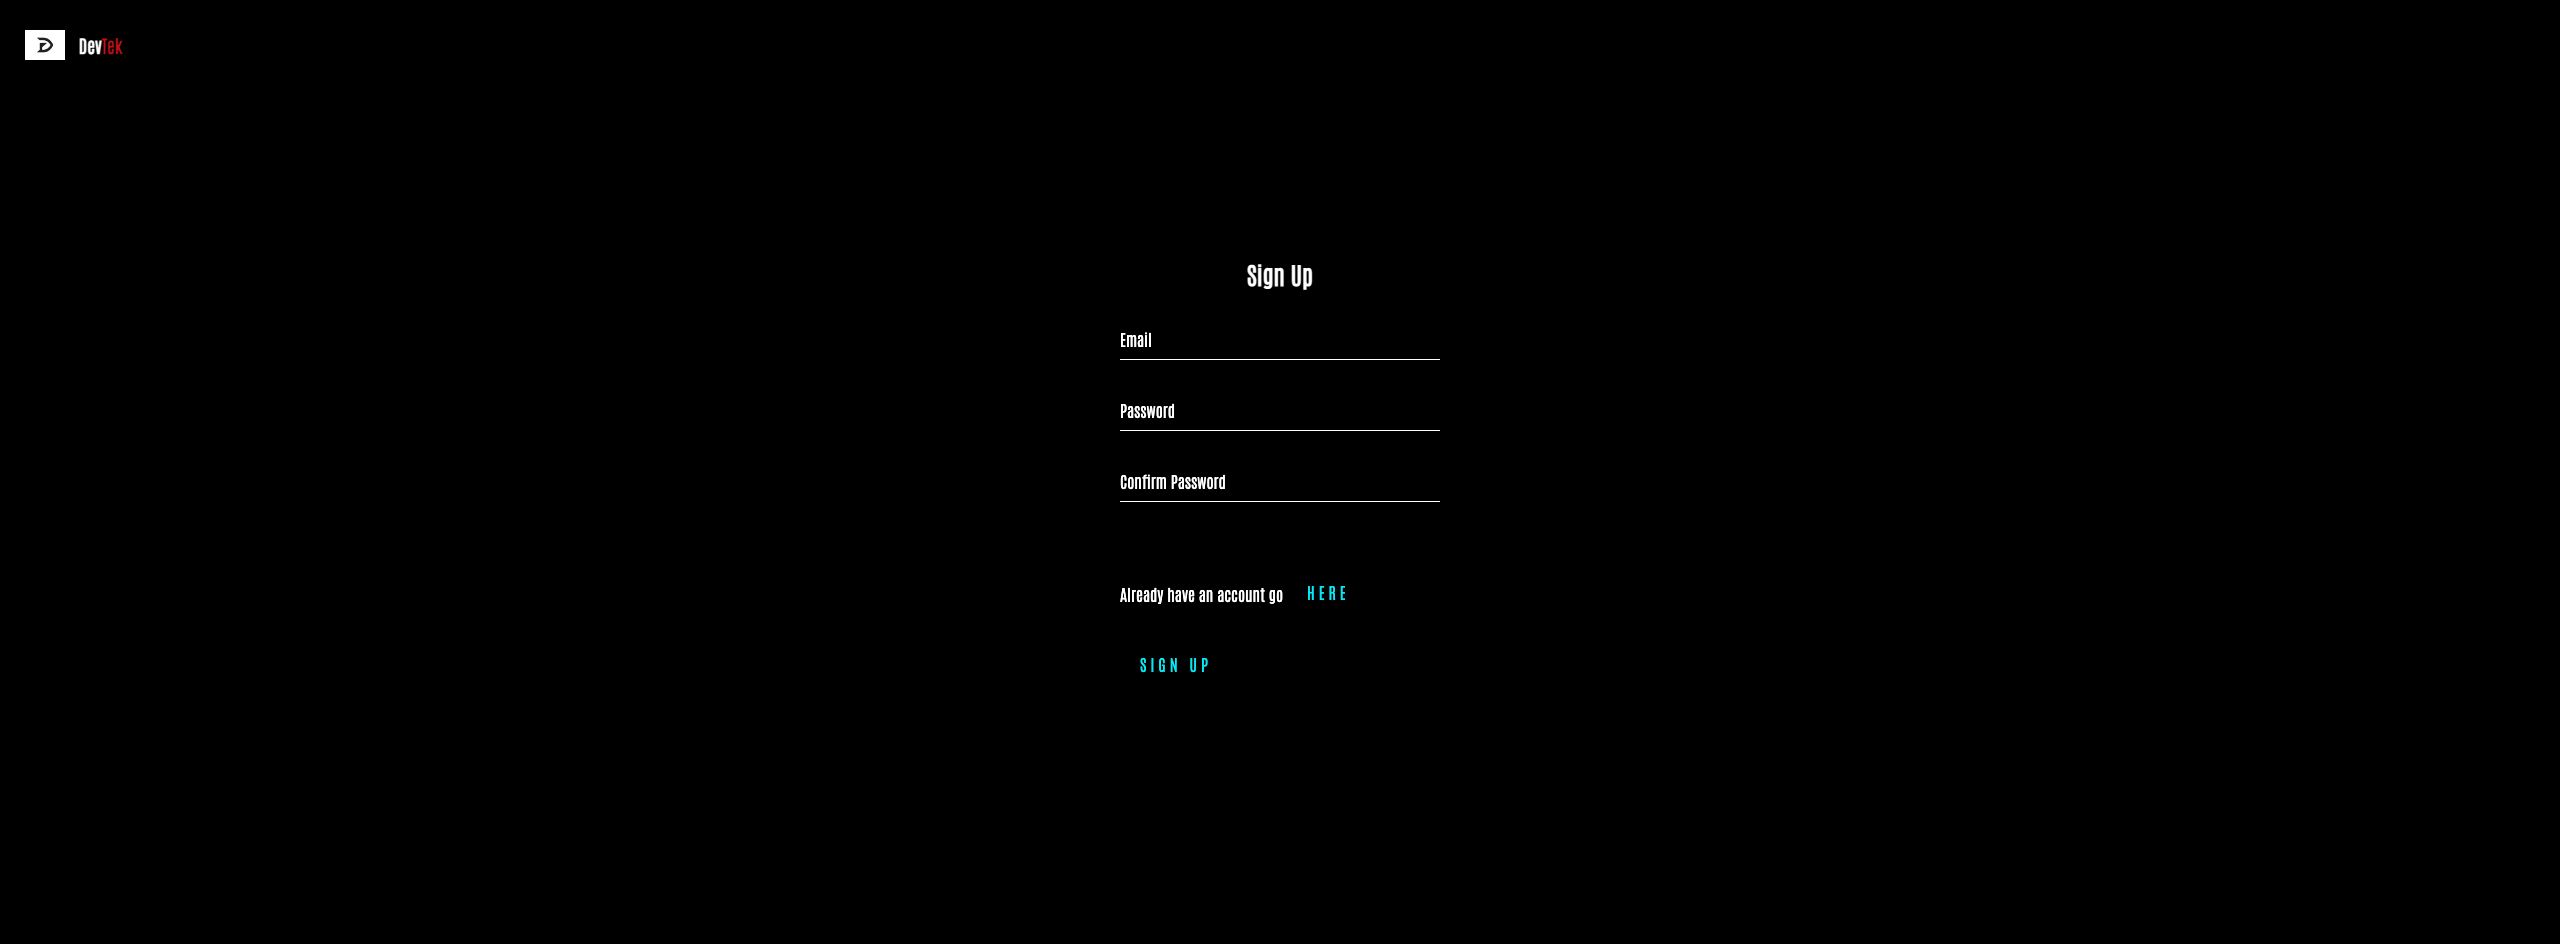 DevTek
Sign Up
Email
Password
Confirm Password
Already have an account go HERE
SIGN UP